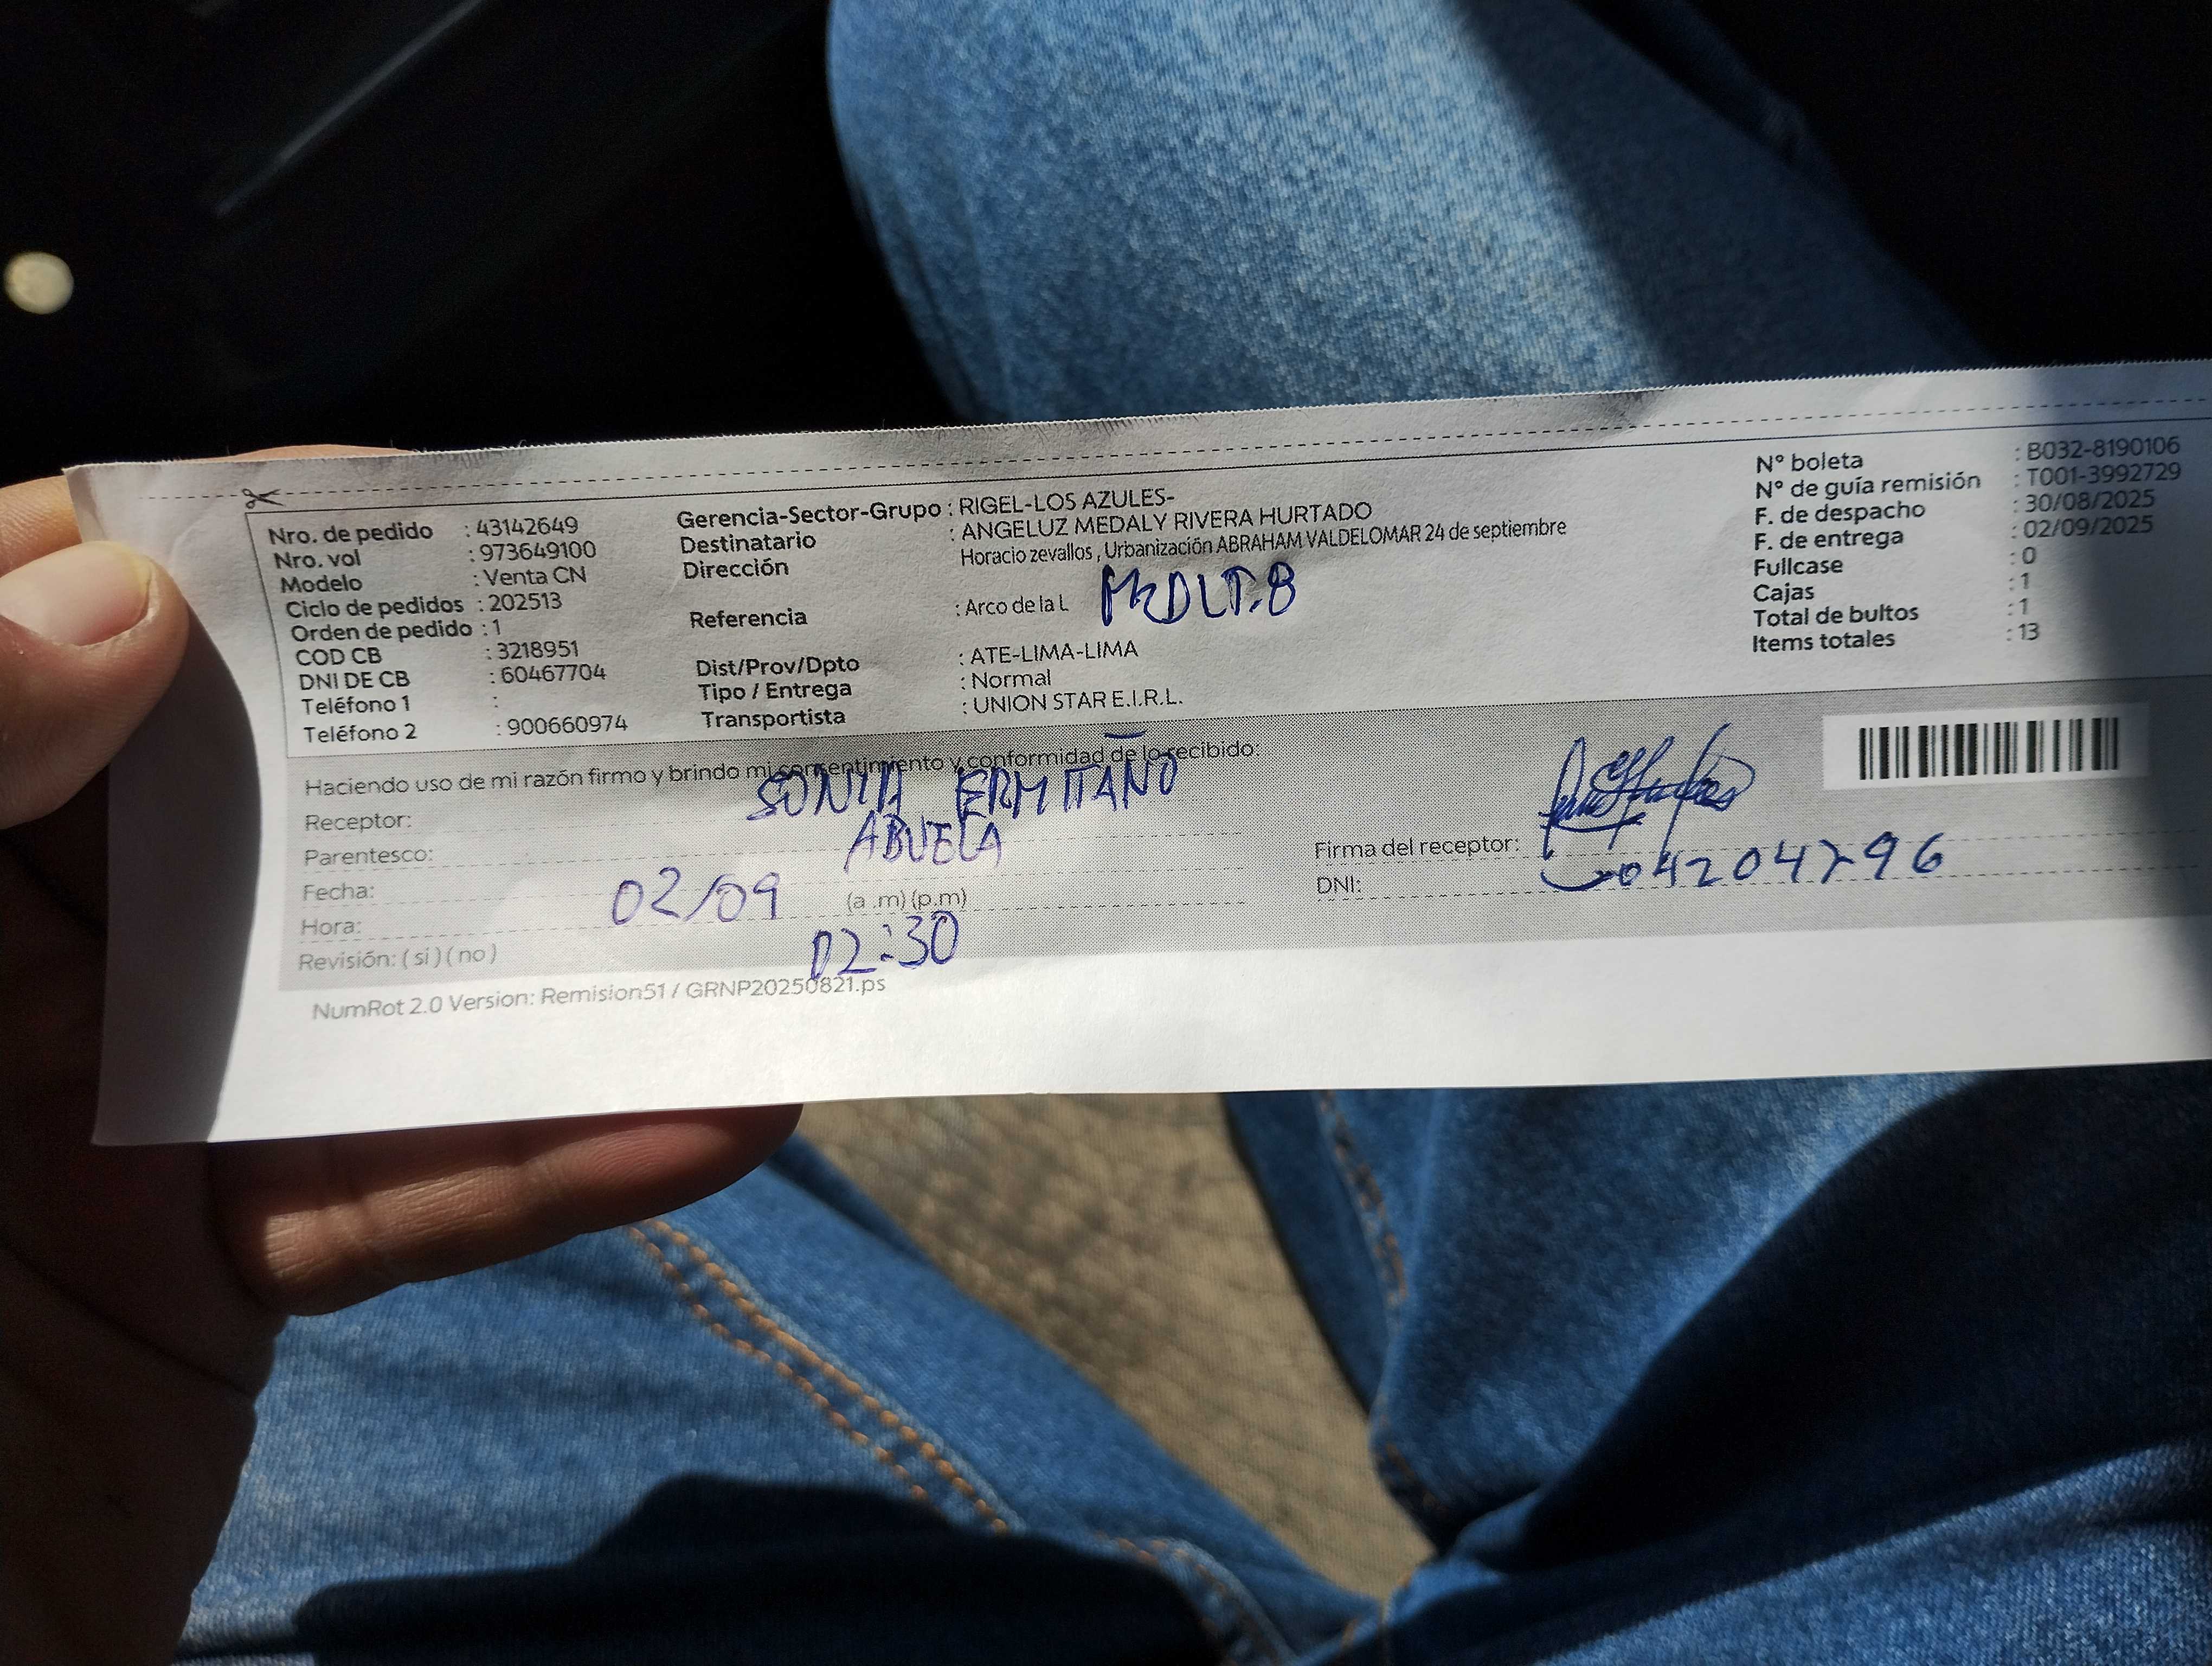 Nro. de pedido : 43142649
Nro. vol : 973649100
Modelo : Venta CN
Ciclo de pedidos : 202513
Orden de pedido : 1
COD CB : 3218951
DNI DE CB : 60467704
Teléfono 1 :
Teléfono 2 : 900660974
Gerencia-Sector-Grupo : RIGEL-LOS AZULES-
Destinatario : ANGELUZ MEDALY RIVERA HURTADO
Dirección Horacio zevallos , Urbanización ABRAHAM VALDELOMAR 24 de septiembre
Referencia : Arco de la L MZ D LT.8
Dist/Prov/Dpto : ATE-LIMA-LIMA
Tipo / Entrega : Normal
Transportista : UNION STAR E.I.R.L.
N° boleta : B032-8190106
N° de guía remisión : T001-3992729
F. de despacho : 30/08/2025
F. de entrega : 02/09/2025
Fullcase : 0
Cajas : 1
Total de bultos : 1
Items totales : 13
Haciendo uso de mi razón firmo y brindo mi consentimiento y conformidad de lo recibido:
Receptor: SONIA ERMITAÑO
Parentesco: ABUELA
Fecha: 02/09
Hora: (a .m) (p.m) 02:30
Revisión: ( si ) ( no )
Firma del receptor:
DNI: 04204796
NumRot 2.0 Version: Remision51 / GRNP20250821.ps